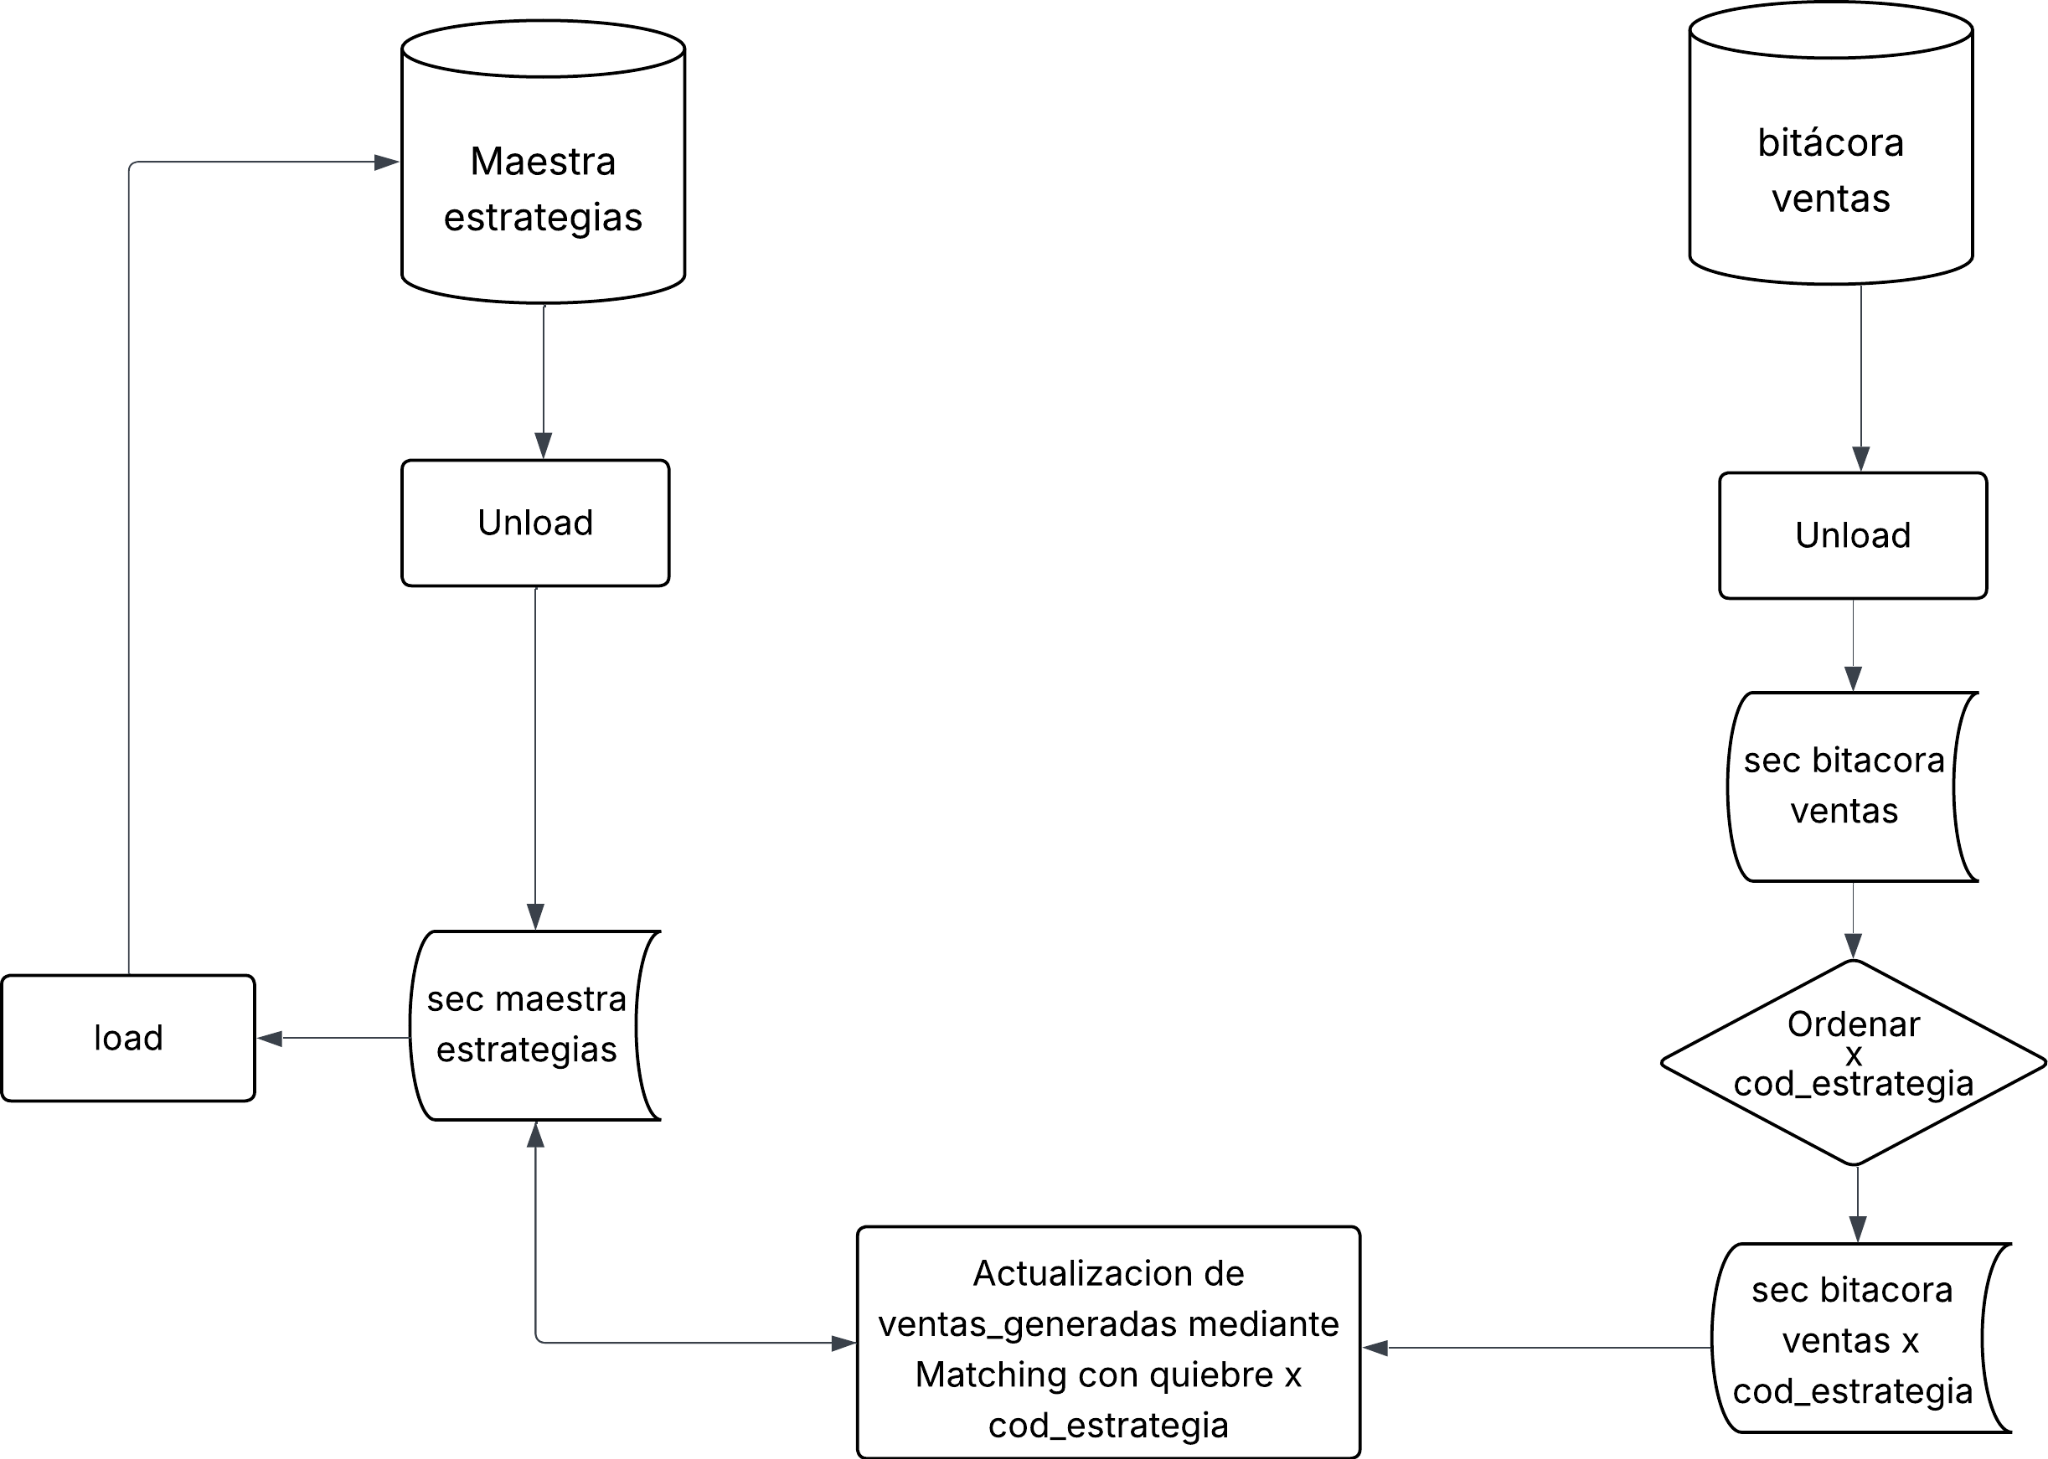 Maestra
estrategias
bitácora
ventas
Unload
Unload
sec bitacora
ventas
sec maestra
estrategias
load
Ordenar
x
cod_estrategia
Actualizacion de
ventas_generadas mediante
Matching con quiebre x
cod_estrategia
sec bitacora
ventas x
cod_estrategia